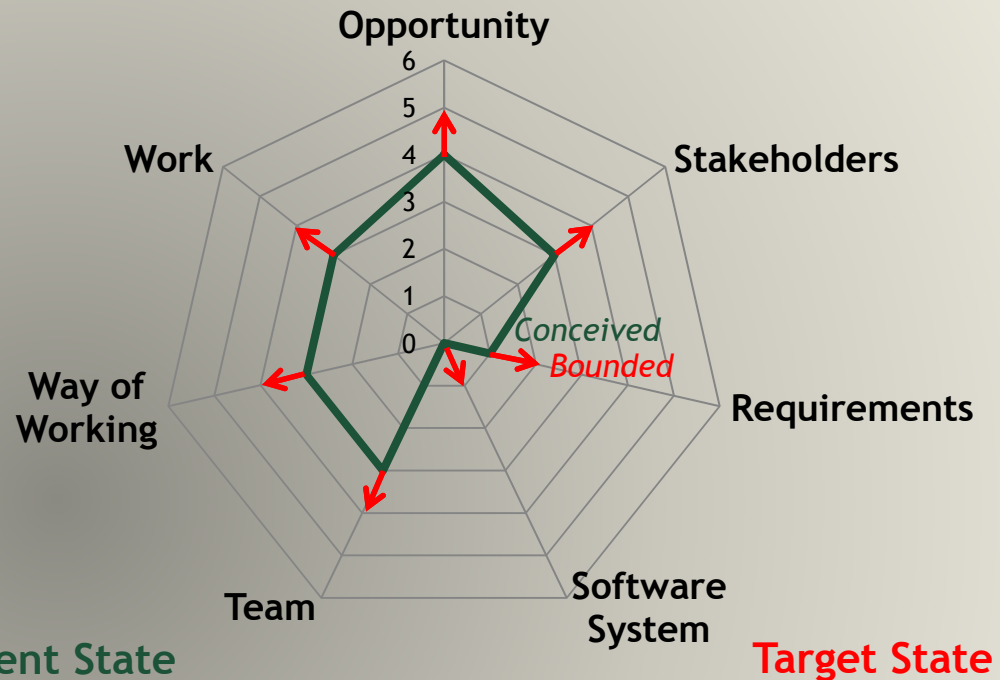 Opportunity
6
5
4
3
2
1
0
Work
Stakeholders
Conceived
Bounded
Way of
Working
Requirements
Team
Software
System
ent State
Target State